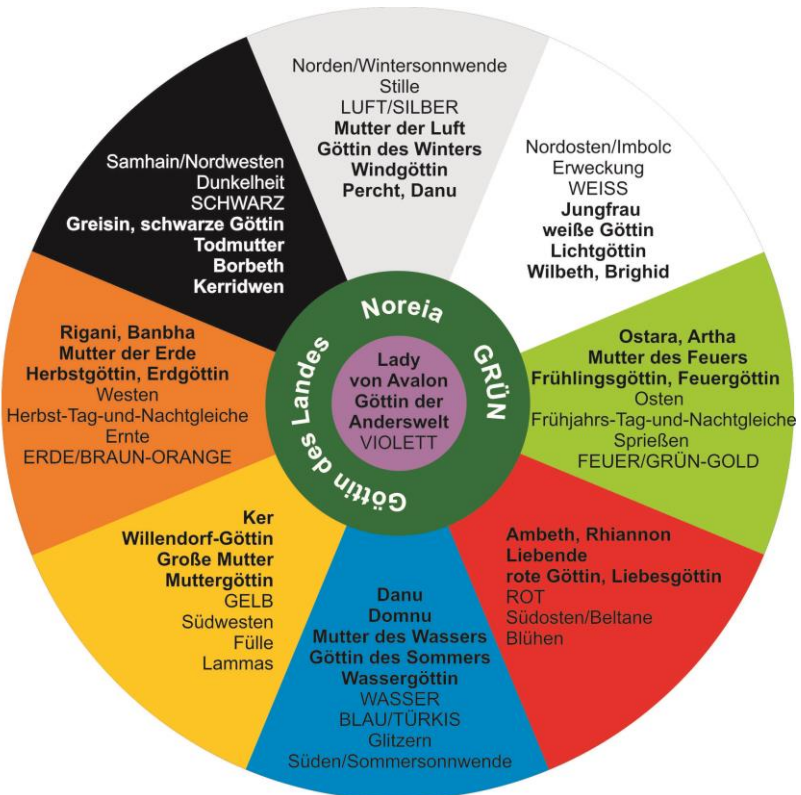 Norden/Wintersonnwende
Stille
LUFT/SILBER
Mutter der Luft
Göttin des Winters
Windgöttin
Percht, Danu
Nordosten/Imbolc
Erweckung
WEISS
Jungfrau
weiße Göttin
Lichtgöttin
Wilbeth, Brighid
Ostara, Artha
Mutter des Feuers
Frühlingsgöttin, Feuergöttin
Osten
Frühjahrs-Tag-und-Nachtgleiche
Sprießen
FEUER/GRÜN-GOLD
Ambeth, Rhiannon
Liebende
rote Göttin, Liebesgöttin
ROT
Südosten/Beltane
Blühen
Danu
Domnu
Mutter des Wassers
Göttin des Sommers
Wassergöttin
WASSER
BLAU/TÜRKIS
Glitzern
Süden/Sommersonnwende
Ker
Willendorf-Göttin
Große Mutter
Muttergöttin
GELB
Südwesten
Fülle
Lammas
Rigani, Banbha
Mutter der Erde
Herbstgöttin, Erdgöttin
Westen
Herbst-Tag-und-Nachtgleiche
Ernte
ERDE/BRAUN-ORANGE
Samhain/Nordwesten
Dunkelheit
SCHWARZ
Greisin, schwarze Göttin
Todmutter
Borbeth
Kerridwen
Göttin des Landes Noreia GRÜN
Lady
von Avalon
Göttin der
Anderswelt
VIOLETT